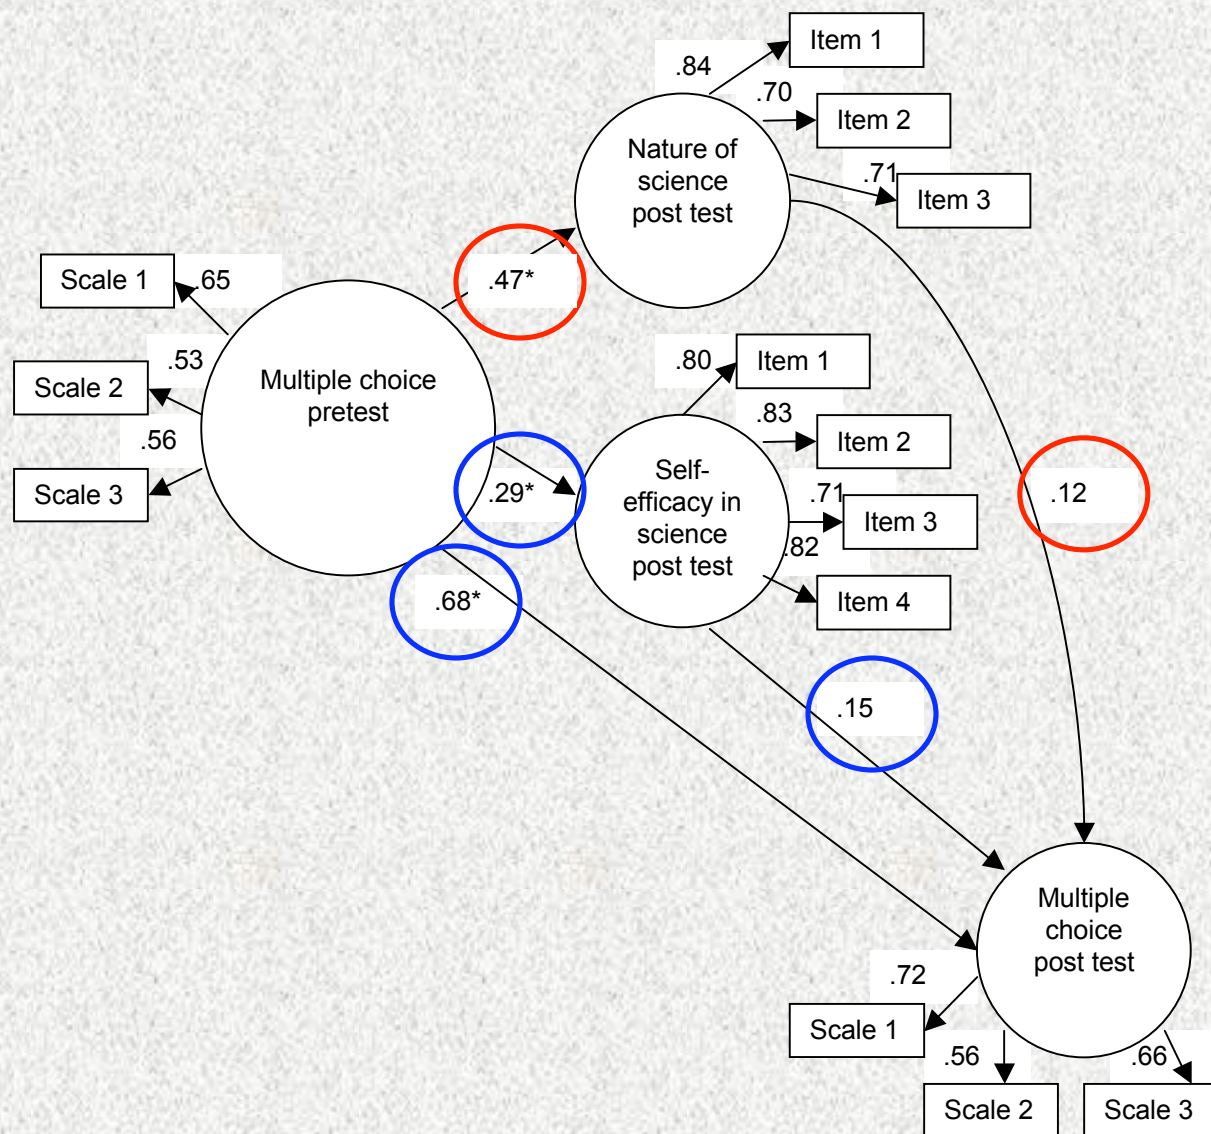 Item 1
.84
.70
Item 2
Nature of
science
post test
.71
Item 3
Scale 1
.65
.47*
.53
Scale 2
Multiple choice
pretest
.56
Scale 3
.80
Item 1
.83
Item 2
Self-
efficacy in
science
post test
.71
Item 3
.82
Item 4
.29*
.12
.68*
.15
Multiple
choice
post test
.72
Scale 1
.56
.66
Scale 2
Scale 3